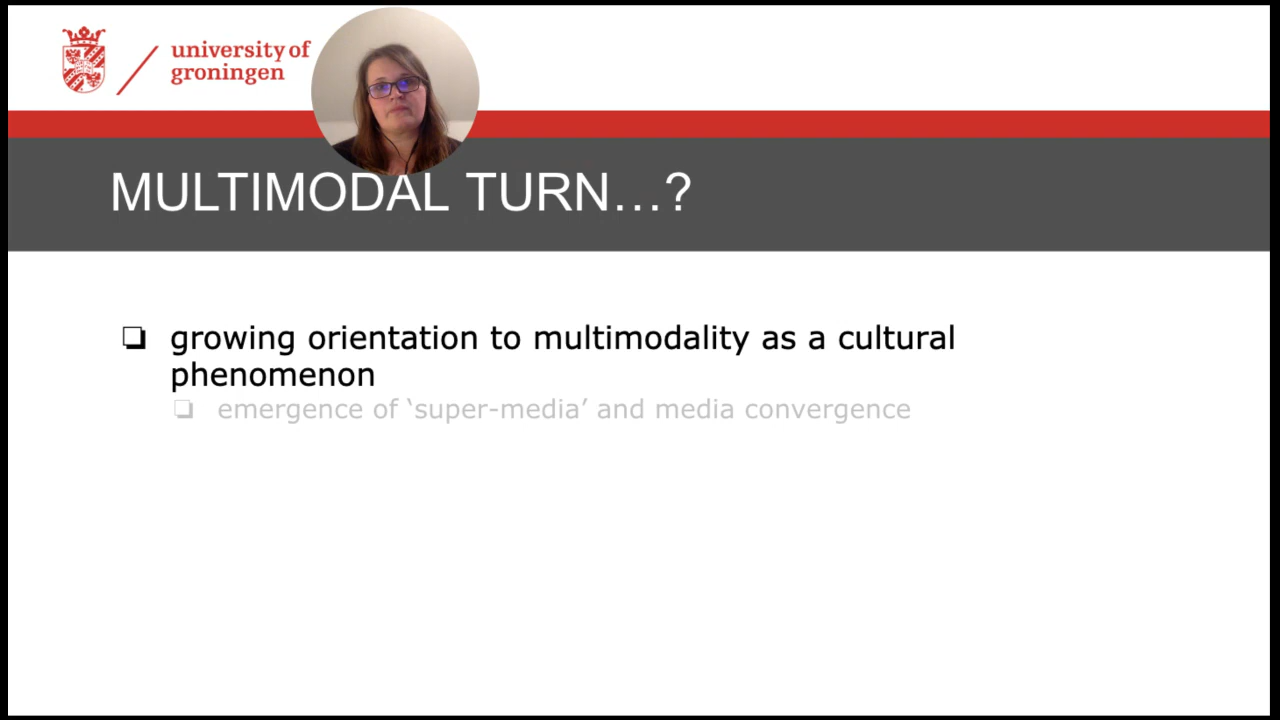 university of
groningen
MULTIMODAL TURN…?
❏ growing orientation to multimodality as a cultural
phenomenon
❏ emergence of ‘super-media’ and media convergence